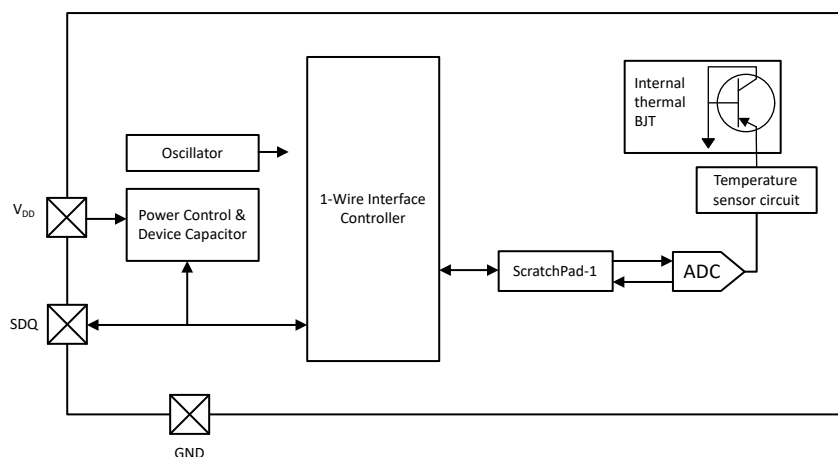 Internal
thermal
BJT
Oscillator
Temperature
sensor circuit
1-Wire Interface
Controller
VDD
Power Control &
Device Capacitor
ScratchPad-1
ADC
SDQ
GND